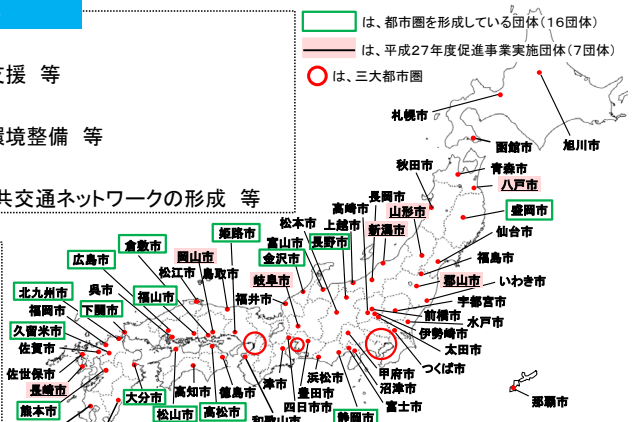 は、都市圏を形成している団体(16団体)
は、平成27年度促進事業実施団体(7団体)
は、三大都市圏
支援 等
環境整備 等
共交通ネットワークの形成 等
札幌市
旭川市
函館市
秋田市
青森市
八戸市
盛岡市
仙台市
山形市
福島市
郡山市
いわき市
宇都宮市
水戸市
前橋市
伊勢崎市
太田市
つくば市
長岡市
高崎市
上越市
新潟市
松本市
長野市
富山市
金沢市
岐阜市
福井市
姫路市
倉敷市
岡山市
松江市
鳥取市
広島市
呉市
福山市
北九州市
福岡市
下関市
久留米市
佐賀市
佐世保市
長崎市
熊本市
大分市
松山市
高知市
高松市
徳島市
和歌山市
津市
四日市市
豊田市
浜松市
静岡市
甲府市
沼津市
富士市
那覇市